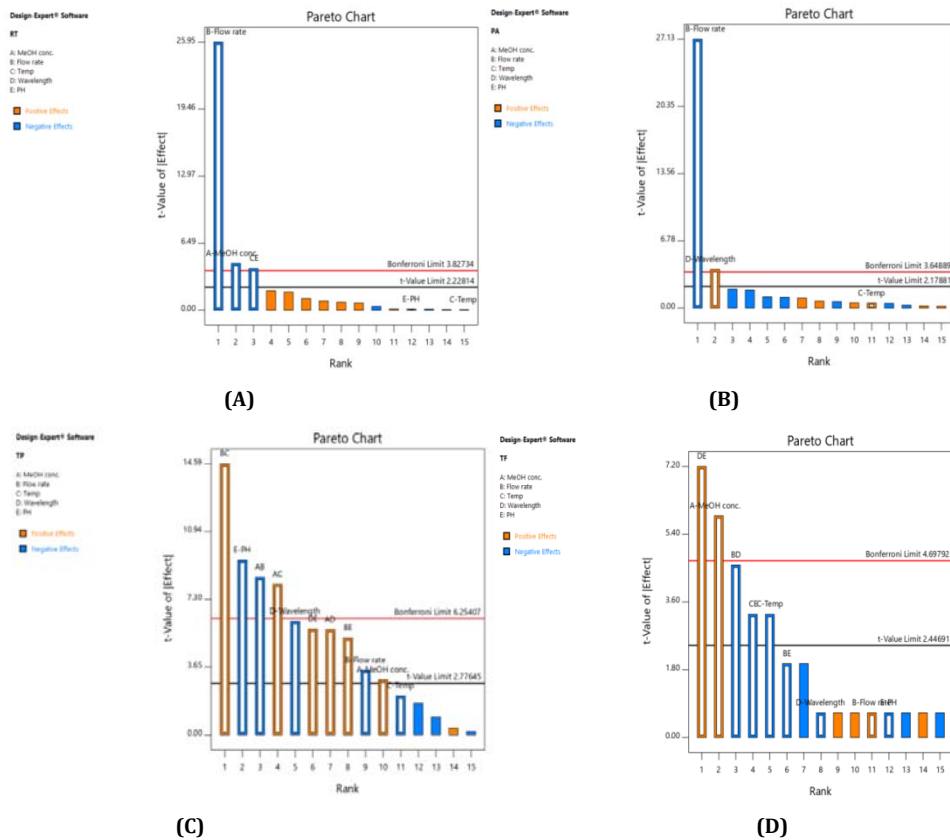 Design-Expert® Software
RT
A: MeOH conc.
B: Flow rate
C: Temp
D: Wavelength
E: PH
Positive Effects
Negative Effects
Pareto Chart
t-Value of |Effect|
25.95
19.46
12.97
6.49
0.00
B-Flow rate
A-MeOH conc.
CE
Bonferroni Limit 3.82734
t-Value Limit 2.22814
E-PH
C-Temp
1 2 3 4 5 6 7 8 9 10 11 12 13 14 15
Rank
(A)
Design-Expert® Software
PA
A: MeOH conc.
B: Flow rate
C: Temp
D: Wavelength
E: PH
Positive Effects
Negative Effects
Pareto Chart
t-Value of |Effect|
27.13
20.35
13.56
6.78
0.00
B-Flow rate
D-Wavelength
Bonferroni Limit 3.64889
t-Value Limit 2.17881
C-Temp
1 2 3 4 5 6 7 8 9 10 11 12 13 14 15
Rank
(B)
Design-Expert® Software
TP
A: MeOH conc.
B: Flow rate
C: Temp
D: Wavelength
E: PH
Positive Effects
Negative Effects
Pareto Chart
t-Value of |Effect|
14.59
10.94
7.30
3.65
0.00
BC
E-PH
AB
AC
D-Wavelength
DE
AD
BE
B-Flow rate
A-MeOH conc.
C-Temp
Bonferroni Limit 6.25407
t-Value Limit 2.77645
1 2 3 4 5 6 7 8 9 10 11 12 13 14 15
Rank
(C)
Design-Expert® Software
TF
A: MeOH conc.
B: Flow rate
C: Temp
D: Wavelength
E: PH
Positive Effects
Negative Effects
Pareto Chart
t-Value of |Effect|
7.20
5.40
3.60
1.80
0.00
DE
A-MeOH conc.
BD
CE
C-Temp
BE
D-Wavelength
B-Flow rate
E-PH
Bonferroni Limit 4.69792
t-Value Limit 2.44691
1 2 3 4 5 6 7 8 9 10 11 12 13 14 15
Rank
(D)